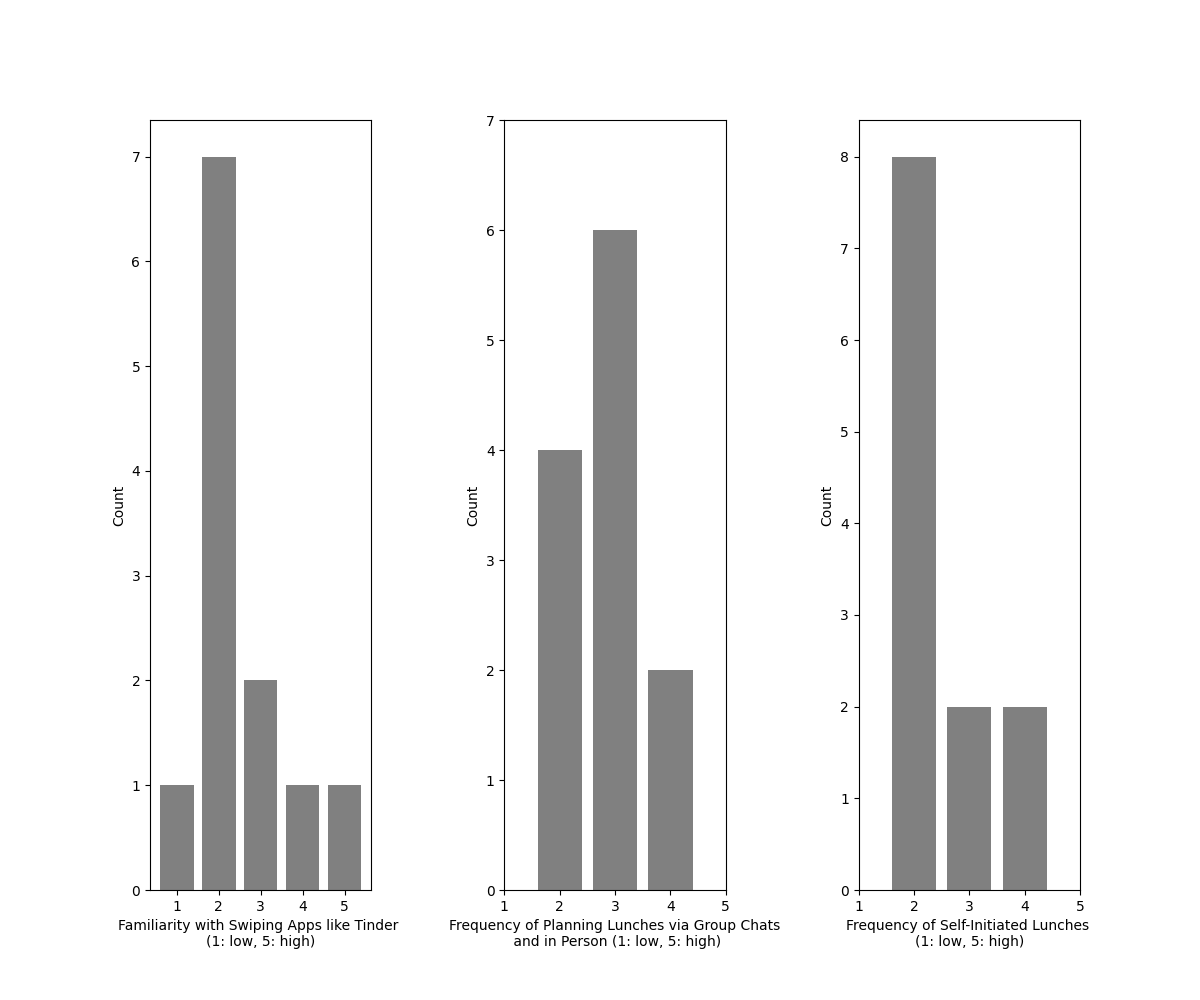 7
6
5
4
3
2
1
0
Count
1 2 3 4 5
Familiarity with Swiping Apps like Tinder
(1: low, 5: high)
7
6
5
4
3
2
1
0
Count
1 2 3 4 5
Frequency of Planning Lunches via Group Chats
and in Person (1: low, 5: high)
8
7
6
5
4
3
2
1
0
Count
1 2 3 4 5
Frequency of Self-Initiated Lunches
(1: low, 5: high)